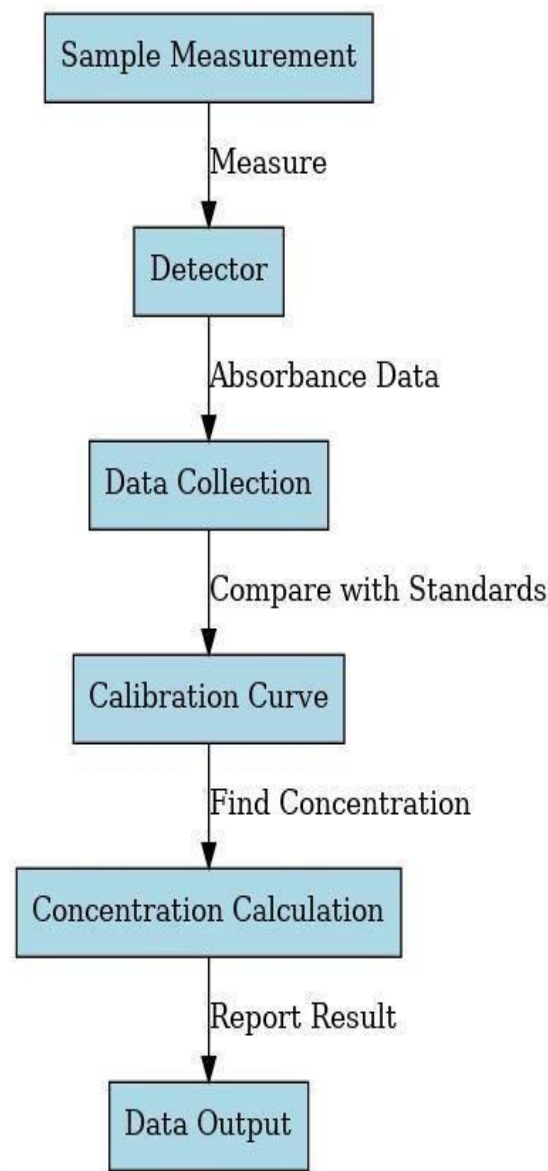 Sample Measurement
Measure
Detector
Absorbance Data
Data Collection
Compare with Standards
Calibration Curve
Find Concentration
Concentration Calculation
Report Result
Data Output